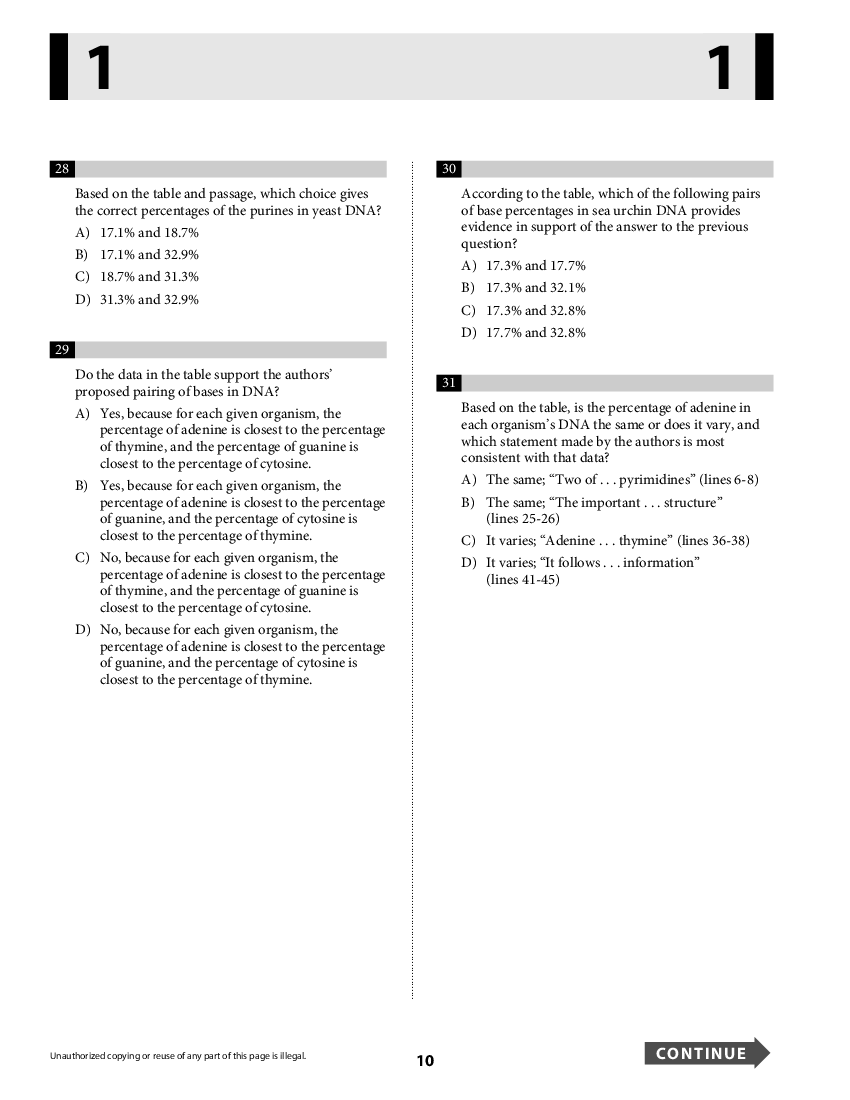 1 1
28
Based on the table and passage, which choice gives
the correct percentages of the purines in yeast DNA?
A) 17.1% and 18.7%
B) 17.1% and 32.9%
C) 18.7% and 31.3%
D) 31.3% and 32.9%
29
Do the data in the table support the authors’
proposed pairing of bases in DNA?
A) Yes, because for each given organism, the
percentage of adenine is closest to the percentage
of thymine, and the percentage of guanine is
closest to the percentage of cytosine.
B) Yes, because for each given organism, the
percentage of adenine is closest to the percentage
of guanine, and the percentage of cytosine is
closest to the percentage of thymine.
C) No, because for each given organism, the
percentage of adenine is closest to the percentage
of thymine, and the percentage of guanine is
closest to the percentage of cytosine.
D) No, because for each given organism, the
percentage of adenine is closest to the percentage
of guanine, and the percentage of cytosine is
closest to the percentage of thymine.
30
According to the table, which of the following pairs
of base percentages in sea urchin DNA provides
evidence in support of the answer to the previous
question?
A) 17.3% and 17.7%
B) 17.3% and 32.1%
C) 17.3% and 32.8%
D) 17.7% and 32.8%
31
Based on the table, is the percentage of adenine in
each organism’s DNA the same or does it vary, and
which statement made by the authors is most
consistent with that data?
A) The same; “Two of . . . pyrimidines” (lines 6-8)
B) The same; “The important . . . structure”
(lines 25-26)
C) It varies; “Adenine . . . thymine” (lines 36-38)
D) It varies; “It follows . . . information”
(lines 41-45)
Unauthorized copying or reuse of any part of this page is illegal.
10
CONTINUE